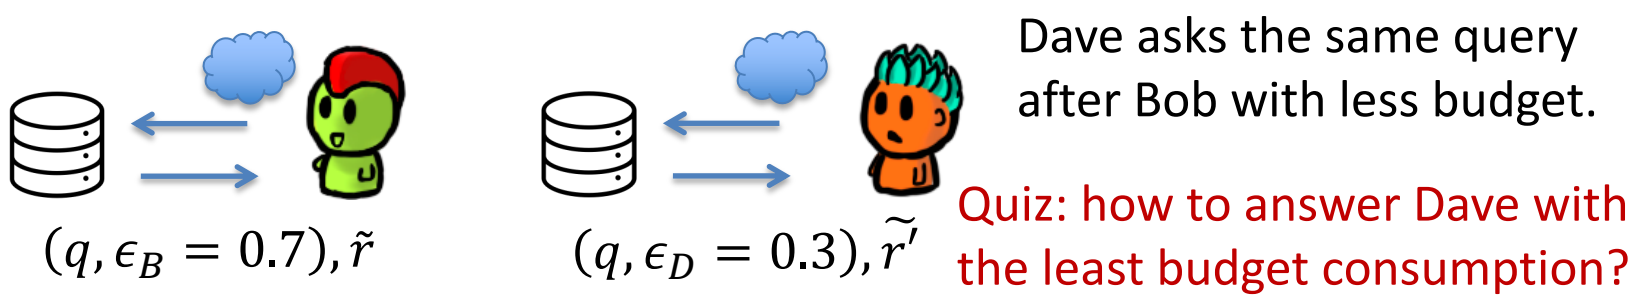 Dave asks the same query
after Bob with less budget.
Quiz: how to answer Dave with
the least budget consumption?
(q, ϵ_B = 0.7), r̃
(q, ϵ_D = 0.3), r̃′